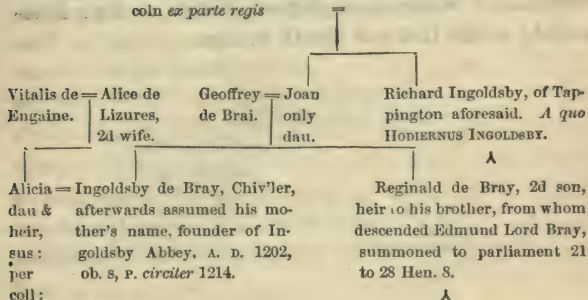 coln ex parte regis
Vitalis de = Alice de Geoffrey = Joan Richard Ingoldsby, of Tap-
Engaine. Lizures, de Brai. only pington aforesaid. A quo
2d wife. dau. HODIERNUS INGOLDSBY.
Alicia = Ingoldsby de Bray, Chiv'ler, Reginald de Bray, 2d son,
dau & afterwards assumed his mo- heir to his brother, from whom
heir, ther's name, founder of In- descended Edmund Lord Bray,
sus: goldsby Abbey. A. D. 1202, summoned to parliament 21
per ob. S, P. circiter 1214. to 28 Hen. 8.
coll: